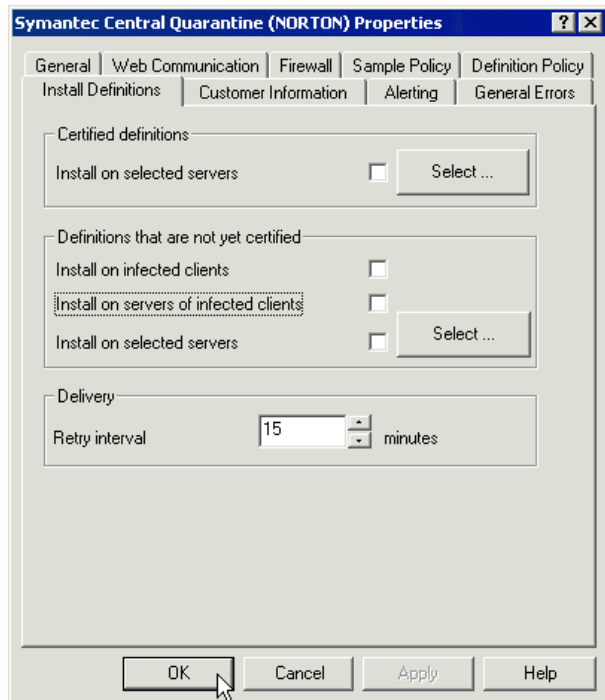 Symantec Central Quarantine (NORTON) Properties
General Web Communication Firewall Sample Policy Definition Policy
Install Definitions Customer Information Alerting General Errors
Certified definitions
Install on selected servers Select ...
Definitions that are not yet certified
Install on infected clients
Install on servers of infected clients
Install on selected servers Select ...
Delivery
Retry interval 15 minutes
OK Cancel Apply Help